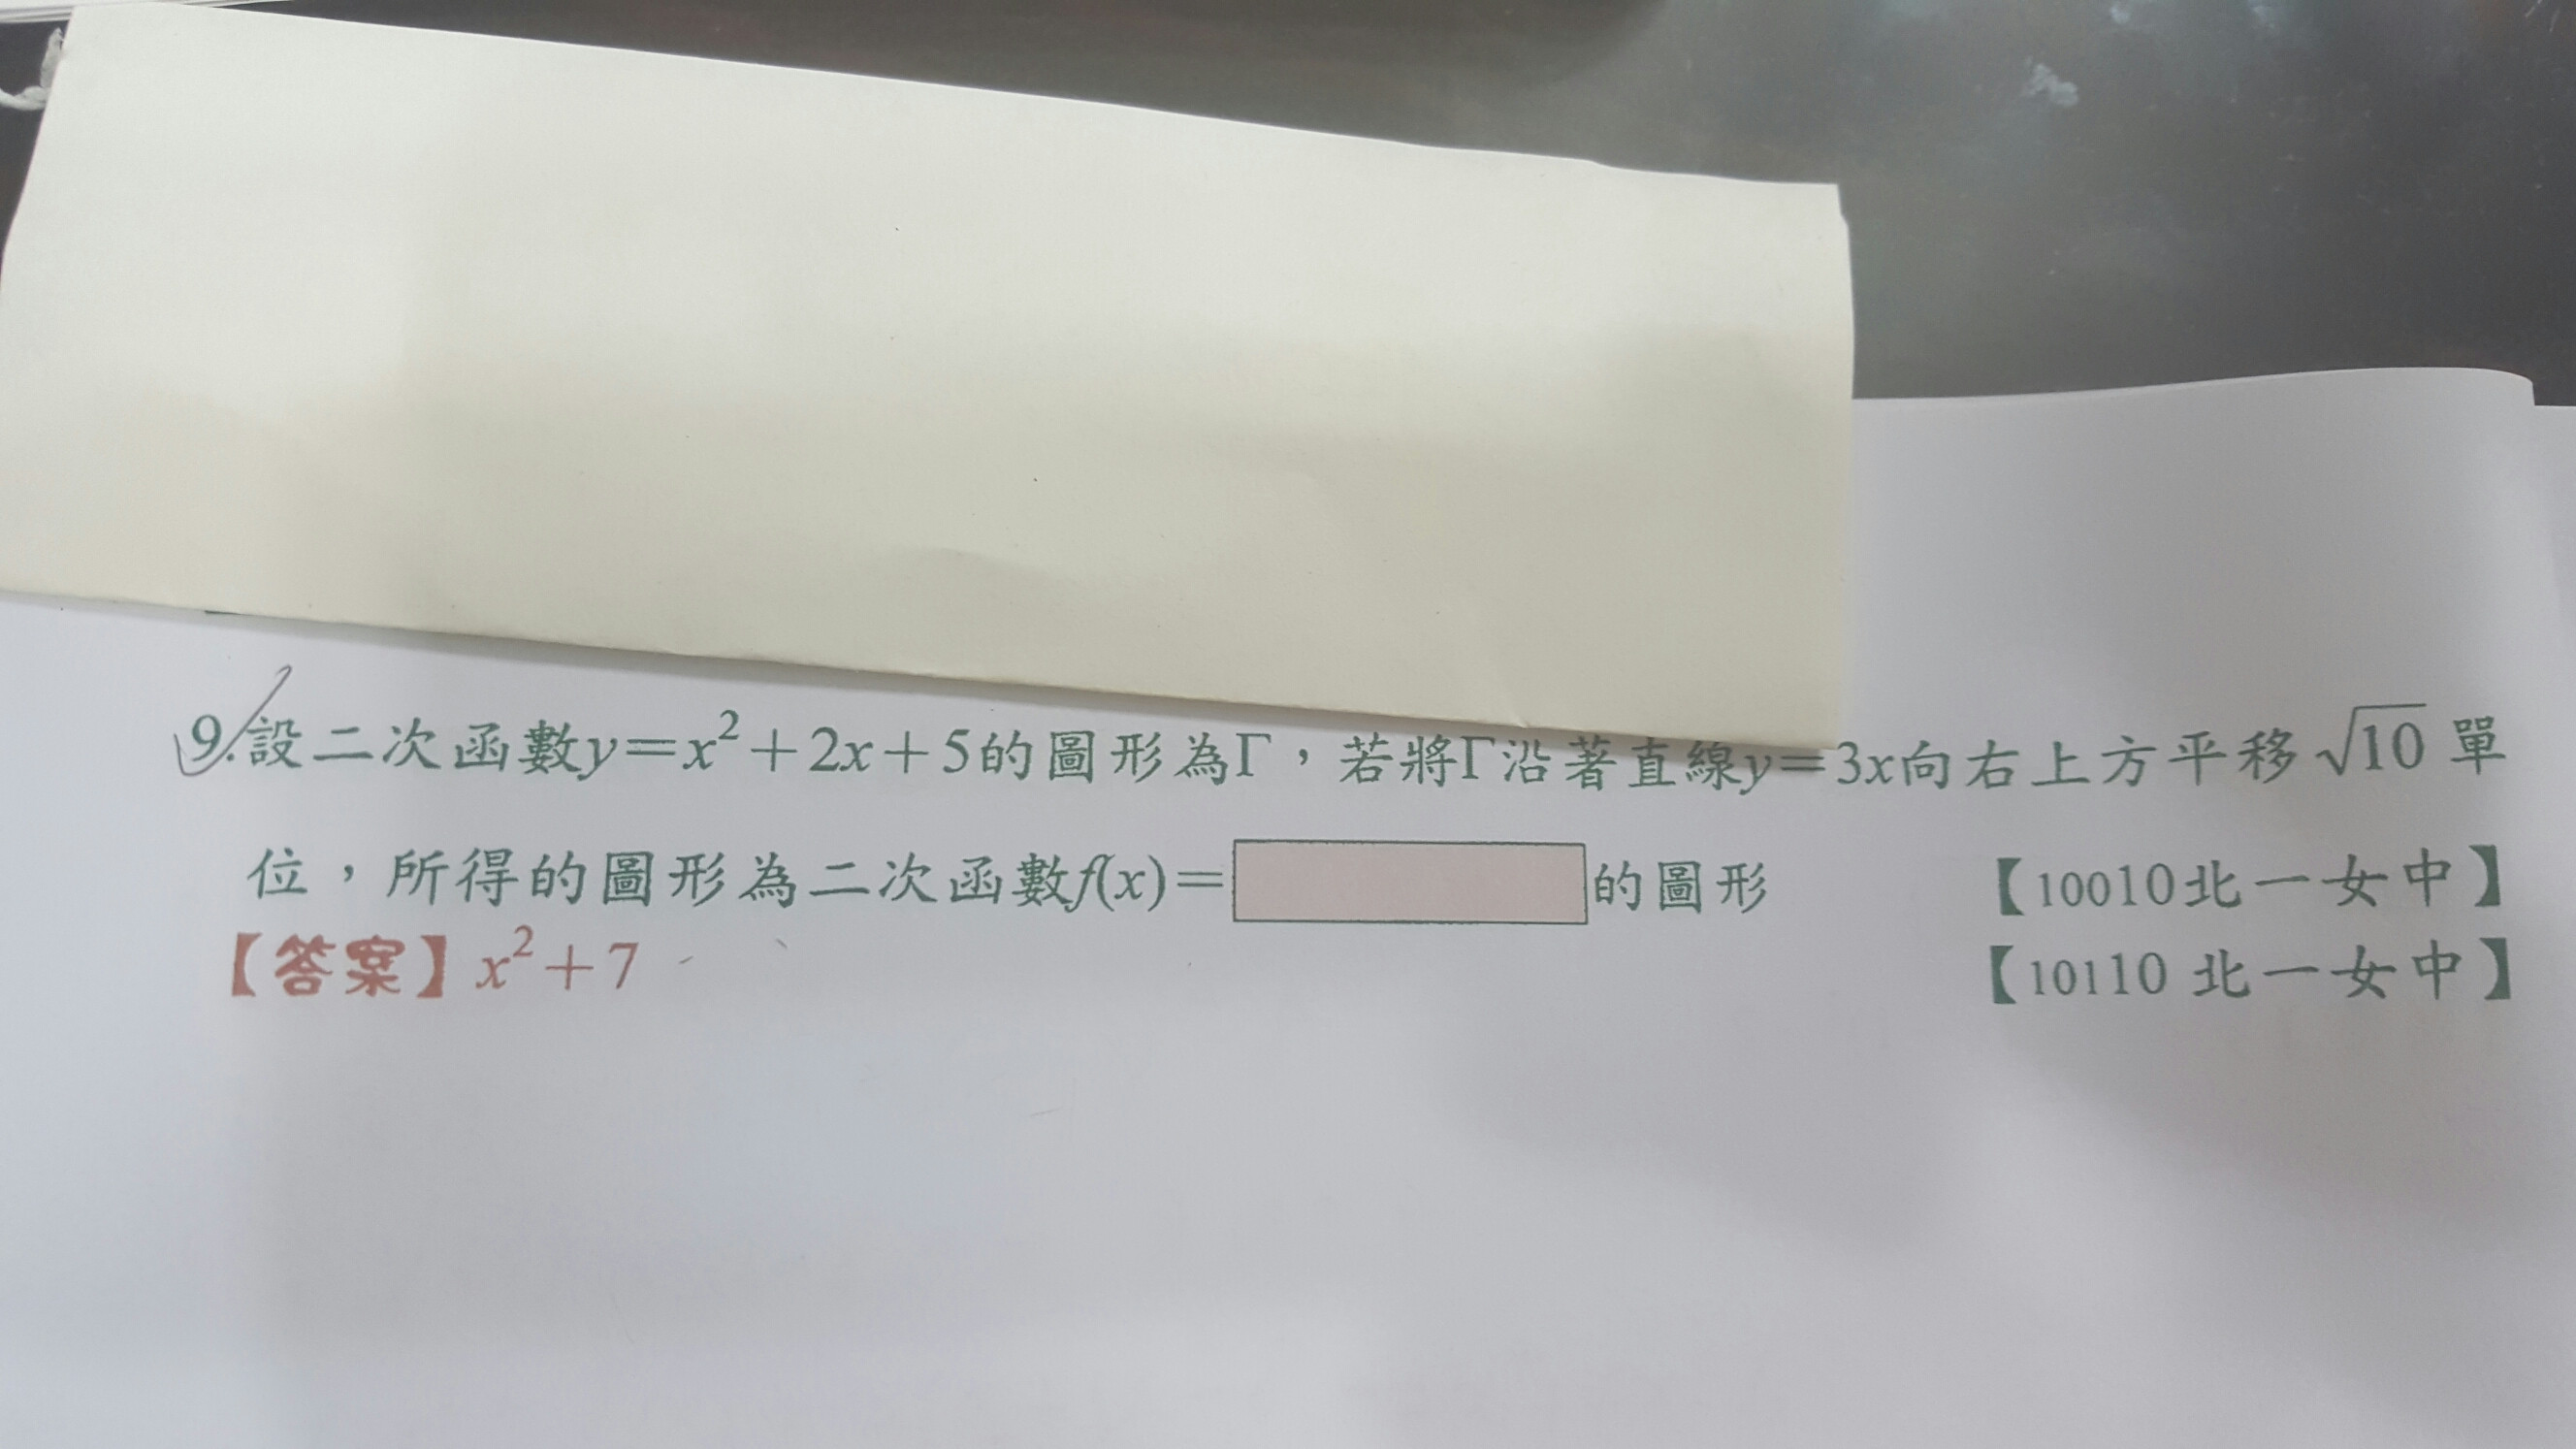 9.設二次函數y=x²+2x+5的圖形為Γ，若將Γ沿著直線y=3x向右上方平移√10 單
位，所得的圖形為二次函數f(x)= 的圖形 【10010北一女中】
【答案】x²+7 【10110 北一女中】